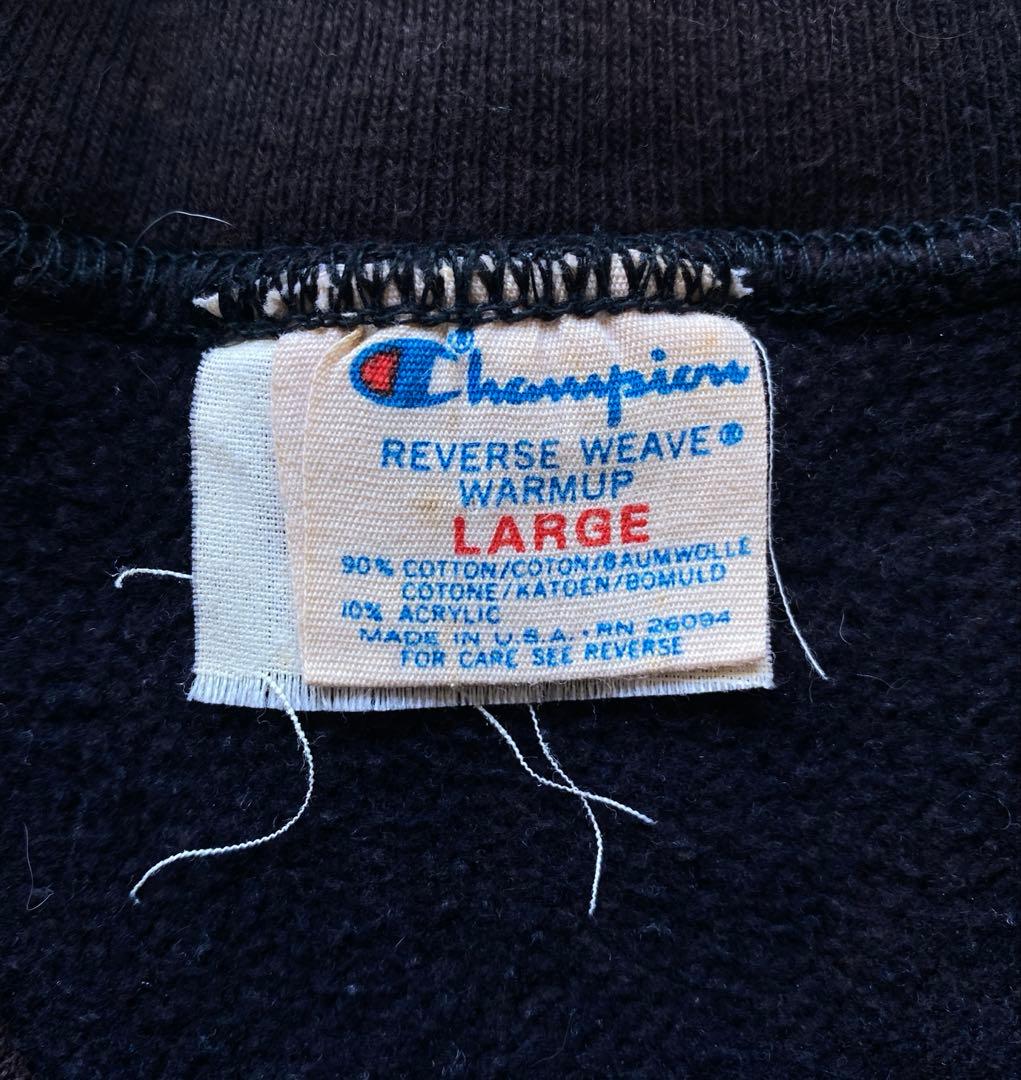 Champion®
REVERSE WEAVE®
WARMUP
LARGE
90% COTTON/COTON/BAUMWOLLE
COTONE/KATOEN/BOMULD
10% ACRYLIC
MADE IN U.S.A. • RN 26094
FOR CARE SEE REVERSE